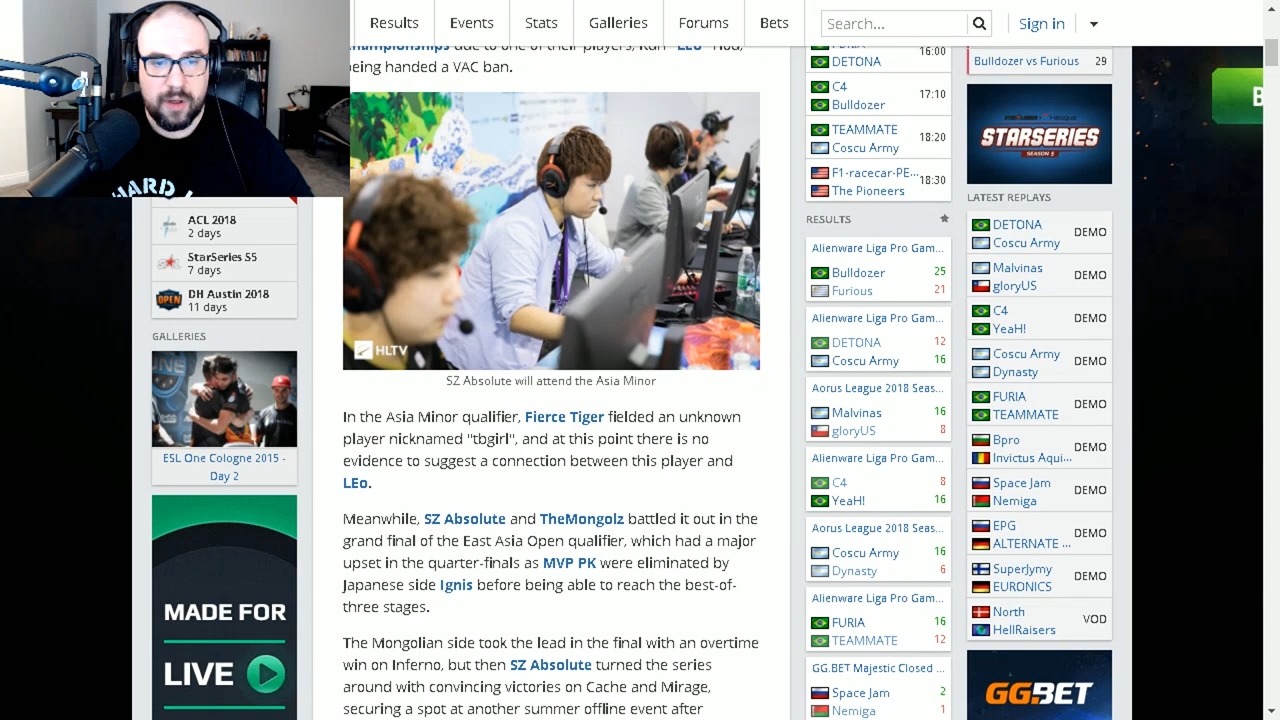 Results
Events
Stats
Galleries
Forums
Bets
Search...
Sign in
being handed a VAC ban.
HLTV
SZ Absolute will attend the Asia Minor
In the Asia Minor qualifier, Fierce Tiger fielded an unknown
player nicknamed "tbgirl", and at this point there is no
evidence to suggest a connection between this player and
LEo.
Meanwhile, SZ Absolute and TheMongolz battled it out in the
grand final of the East Asia Open qualifier, which had a major
upset in the quarter-finals as MVP PK were eliminated by
Japanese side Ignis before being able to reach the best-of-
three stages.
The Mongolian side took the lead in the final with an overtime
win on Inferno, but then SZ Absolute turned the series
around with convincing victories on Cache and Mirage,
securing a spot at another summer offline event after
ACL 2018
2 days
StarSeries S5
7 days
OPEN
DH Austin 2018
11 days
GALLERIES
ESL One Cologne 2015 -
Day 2
MADE FOR
LIVE
16:00
DETONA
C4
17:10
Bulldozer
TEAMMATE
18:20
Coscu Army
F1-racecar-PE...
18:30
The Pioneers
RESULTS
Alienware Liga Pro Gam...
Bulldozer 25
Furious 21
Alienware Liga Pro Gam...
DETONA 12
Coscu Army 16
Aorus League 2018 Seas...
Malvinas 16
gloryUS 8
Alienware Liga Pro Gam...
C4 8
YeaH! 16
Aorus League 2018 Seas...
Coscu Army 16
Dynasty 6
Alienware Liga Pro Gam...
FURIA 16
TEAMMATE 12
GG.BET Majestic Closed ...
Space Jam 2
Nemiga 1
Bulldozer vs Furious 29
STARSERIES
SEASON 5
LATEST REPLAYS
DETONA
Coscu Army
DEMO
Malvinas
gloryUS
DEMO
C4
YeaH!
DEMO
Coscu Army
Dynasty
DEMO
FURIA
TEAMMATE
DEMO
Bpro
Invictus Aqui...
DEMO
Space Jam
Nemiga
DEMO
EPG
ALTERNATE ...
DEMO
SuperJymy
EURONICS
DEMO
North
HellRaisers
VOD
GG.BET
B